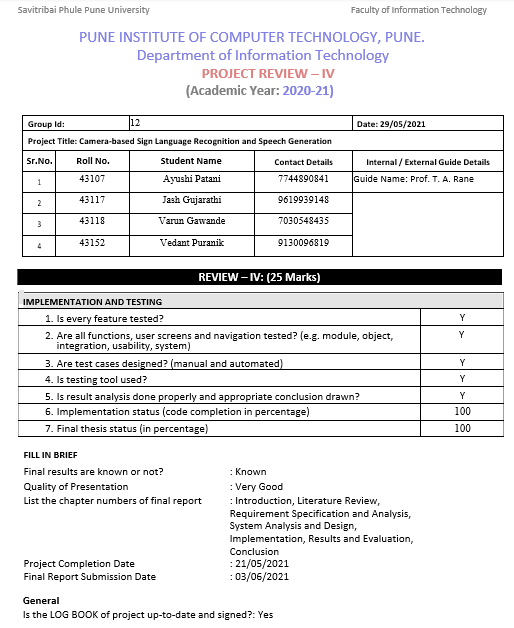 Savitribai Phule Pune University Faculty of Information Technology
PUNE INSTITUTE OF COMPUTER TECHNOLOGY, PUNE.
Department of Information Technology
PROJECT REVIEW – IV
(Academic Year: 2020-21)
Group Id: 12 Date: 29/05/2021
Project Title: Camera-based Sign Language Recognition and Speech Generation
Sr.No. Roll No. Student Name Contact Details Internal / External Guide Details
1 43107 Ayushi Patani 7744890841 Guide Name: Prof. T. A. Rane
2 43117 Jash Gujarathi 9619939148
3 43118 Varun Gawande 7030548435
4 43152 Vedant Puranik 9130096819
REVIEW – IV: (25 Marks)
IMPLEMENTATION AND TESTING
1. Is every feature tested? Y
2. Are all functions, user screens and navigation tested? (e.g. module, object, Y
integration, usability, system)
3. Are test cases designed? (manual and automated) Y
4. Is testing tool used? Y
5. Is result analysis done properly and appropriate conclusion drawn? Y
6. Implementation status (code completion in percentage) 100
7. Final thesis status (in percentage) 100
FILL IN BRIEF
Final results are known or not? : Known
Quality of Presentation : Very Good
List the chapter numbers of final report : Introduction, Literature Review,
Requirement Specification and Analysis,
System Analysis and Design,
Implementation, Results and Evaluation,
Conclusion
Project Completion Date : 21/05/2021
Final Report Submission Date : 03/06/2021
General
Is the LOG BOOK of project up-to-date and signed?: Yes